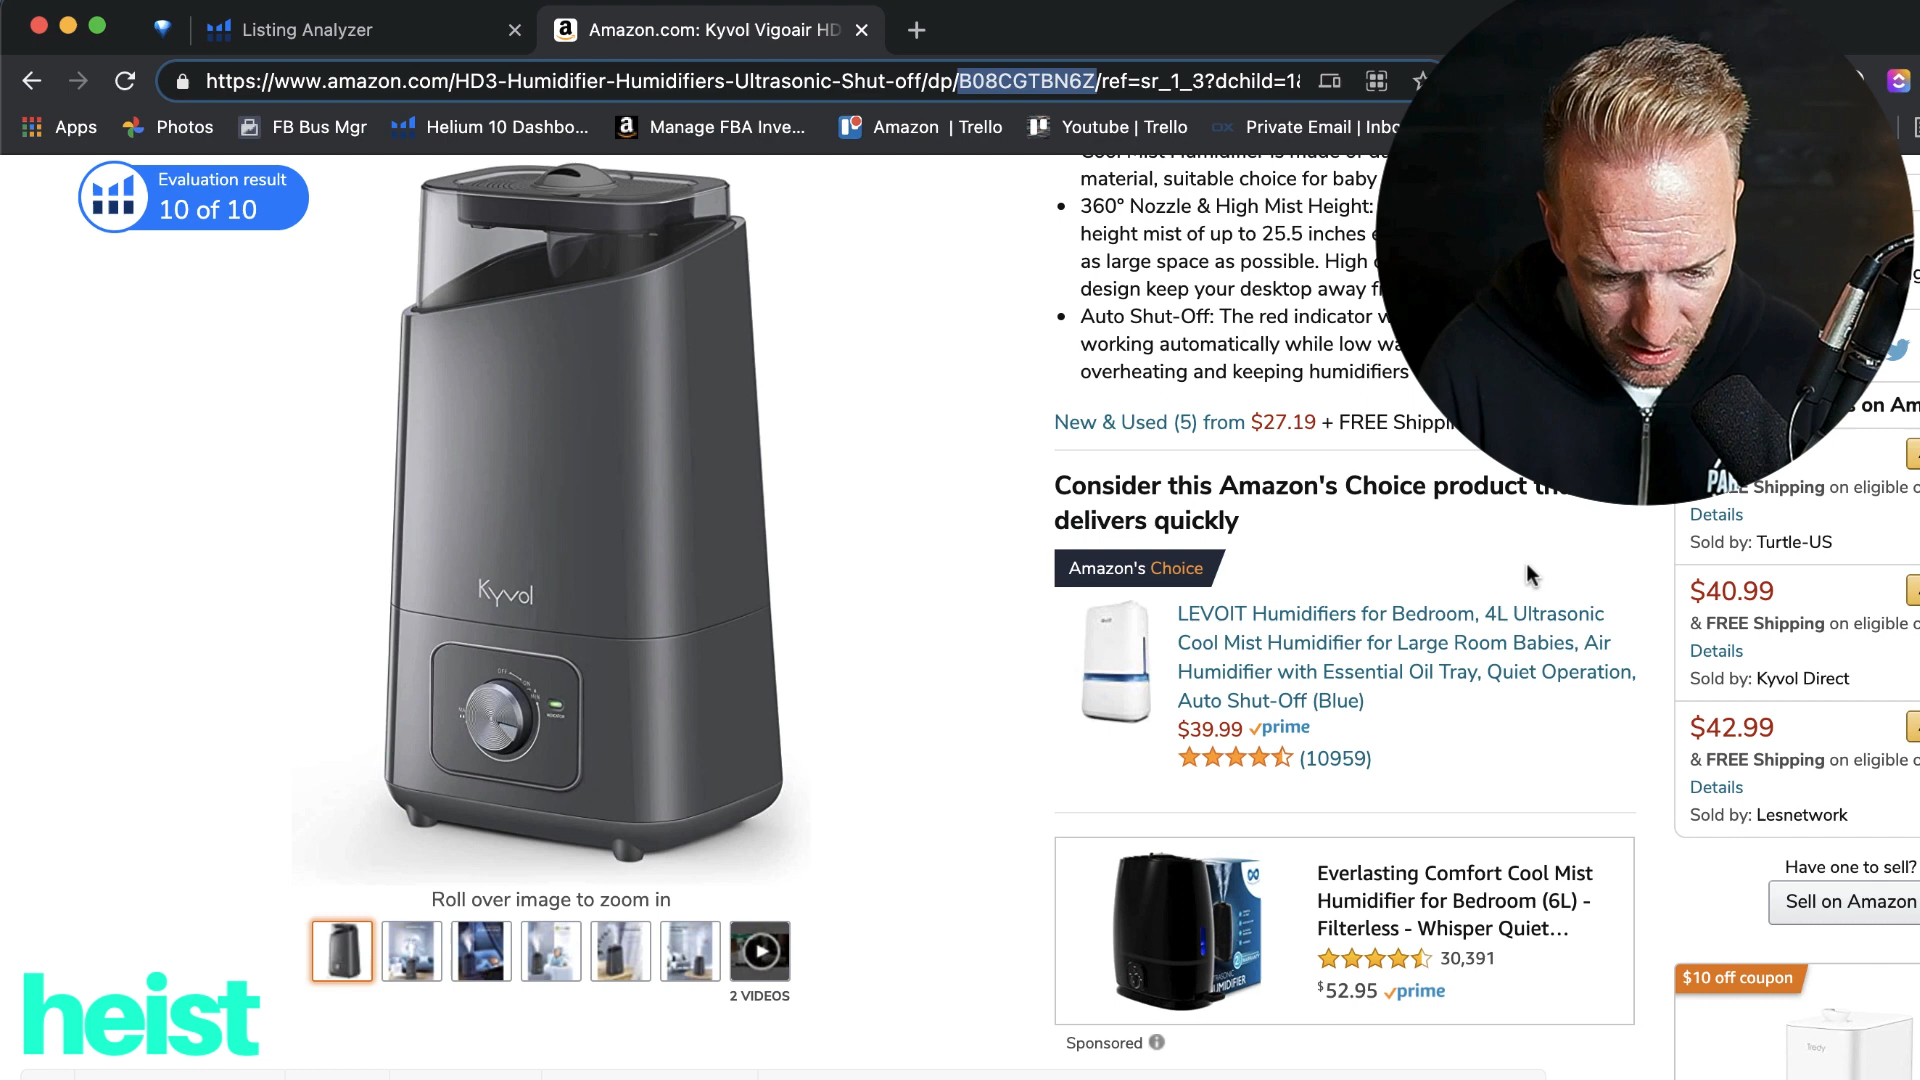 Listing Analyzer
Amazon.com: Kyvol Vigoair HD
https://www.amazon.com/HD3-Humidifier-Humidifiers-Ultrasonic-Shut-off/dp/B08CGTBN6Z/ref=sr_1_3?dchild=1&
Apps
Photos
FB Bus Mgr
Helium 10 Dashbo...
Manage FBA Inve...
Amazon | Trello
Youtube | Trello
Private Email | Inbo
Evaluation result
10 of 10
Cool Mist Humidifier is made of
material, suitable choice for baby
• 360° Nozzle & High Mist Height:
height mist of up to 25.5 inches
as large space as possible. High
design keep your desktop away
• Auto Shut-Off: The red indicator
working automatically while low
overheating and keeping humidifiers
New & Used (5) from $27.19 + FREE
Consider this Amazon's Choice product
delivers quickly
Amazon's Choice
LEVOIT Humidifiers for Bedroom, 4L Ultrasonic
Cool Mist Humidifier for Large Room Babies, Air
Humidifier with Essential Oil Tray, Quiet Operation,
Auto Shut-Off (Blue)
$39.99 prime
(10959)
Everlasting Comfort Cool Mist
Humidifier for Bedroom (6L) -
Filterless - Whisper Quiet...
30,391
$52.95 prime
Sponsored
Kyvol
OFF
Roll over image to zoom in
2 VIDEOS
heist
on Am
Shipping on eligible
Details
Sold by: Turtle-US
$40.99
& FREE Shipping on eligible
Details
Sold by: Kyvol Direct
$42.99
& FREE Shipping on eligible
Details
Sold by: Lesnetwork
Have one to sell?
Sell on Amazon
$10 off coupon
Tredy